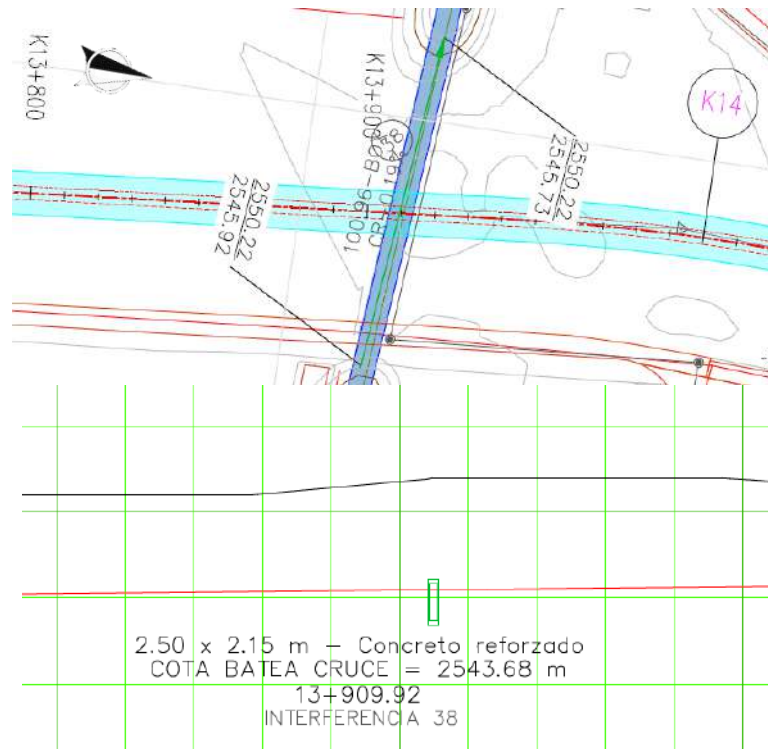 K13+800
K13+900
38
K14
2550.22
2545.73
2550.22
2545.92
2.50 x 2.15 m – Concreto reforzado
COTA BATEA CRUCE = 2543.68 m
13+909.92
INTERFERENCIA 38